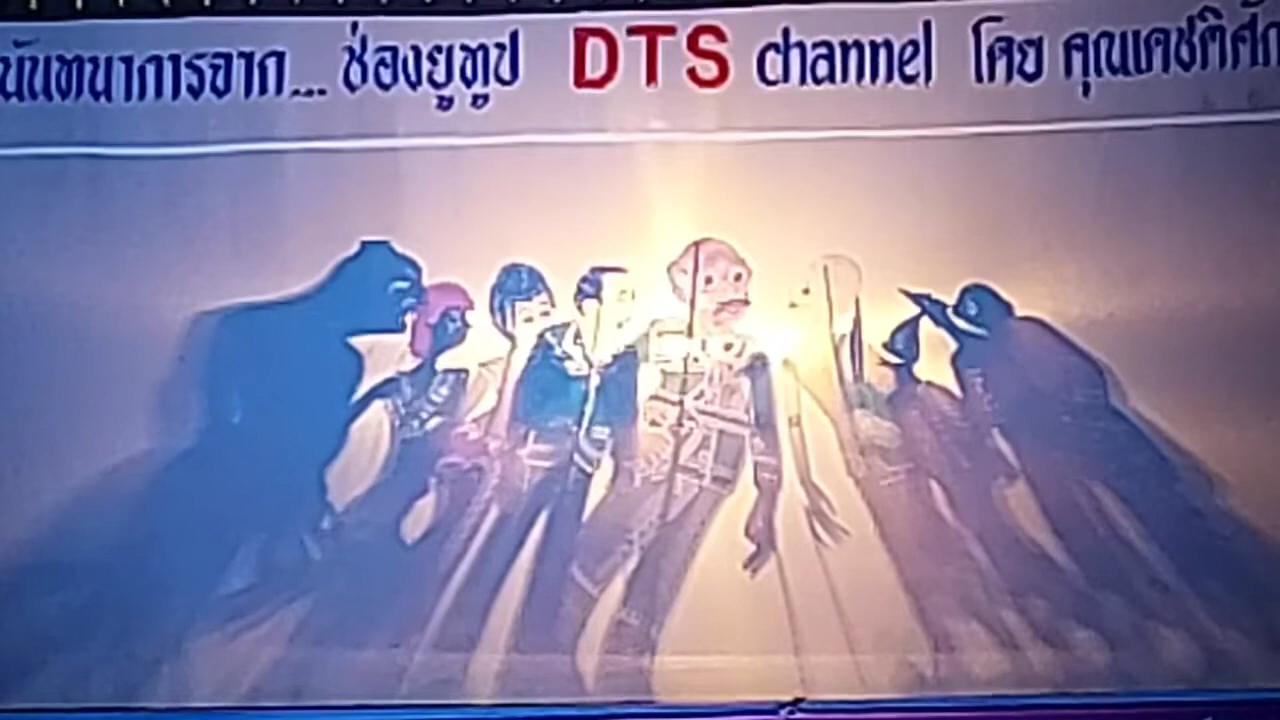 นันทนาการจาก... ช่องยูทูป DTS channel โดย คุณเดชติศัก